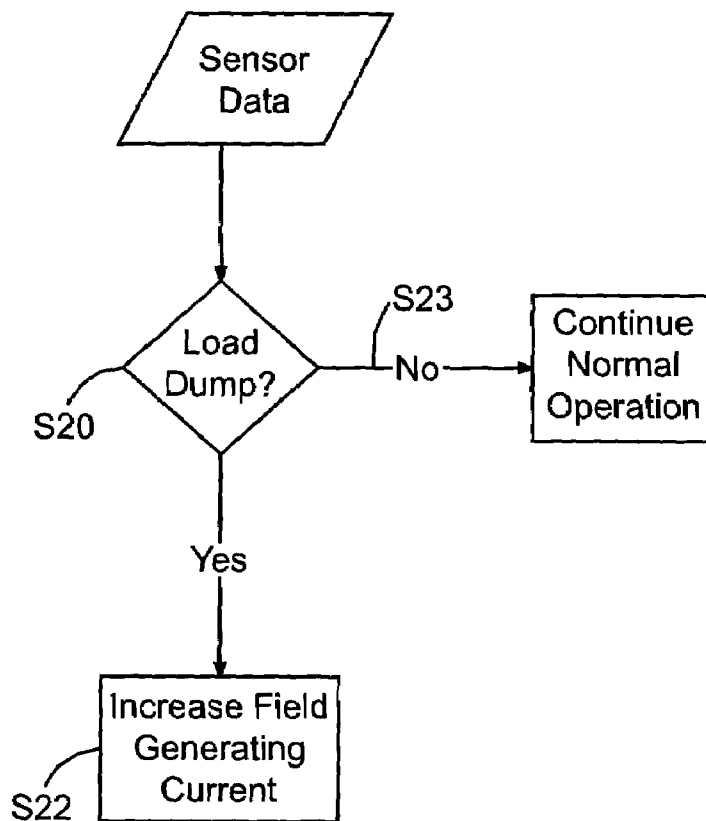 Sensor
Data
S23
Load
Dump?
No
Continue
Normal
Operation
S20
Yes
Increase Field
Generating
Current
S22